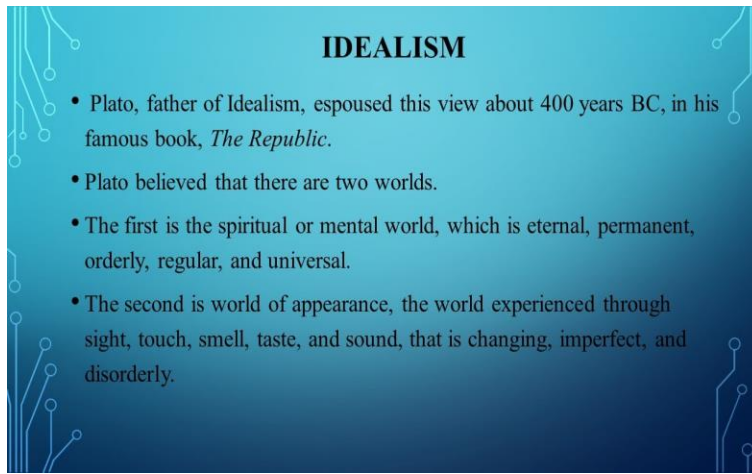 IDEALISM
• Plato, father of Idealism, espoused this view about 400 years BC, in his
famous book, The Republic.
• Plato believed that there are two worlds.
• The first is the spiritual or mental world, which is eternal, permanent,
orderly, regular, and universal.
• The second is world of appearance, the world experienced through
sight, touch, smell, taste, and sound, that is changing, imperfect, and
disorderly.